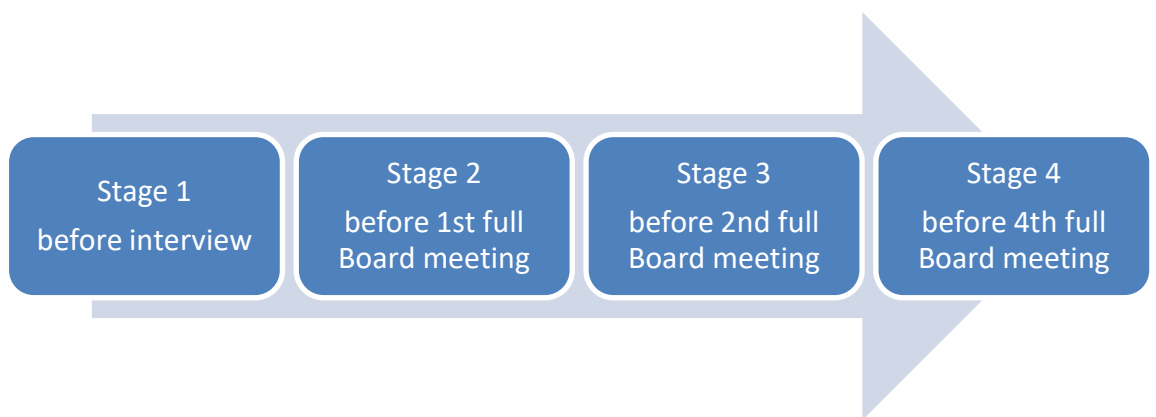 Stage 1
before interview
Stage 2
before 1st full
Board meeting
Stage 3
before 2nd full
Board meeting
Stage 4
before 4th full
Board meeting